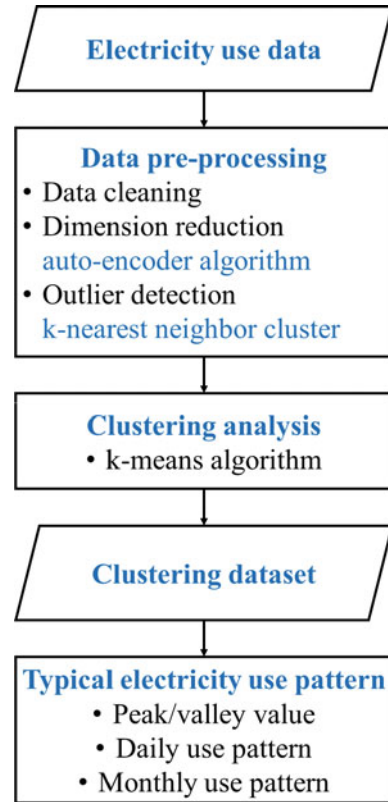 Electricity use data
Data pre-processing
• Data cleaning
• Dimension reduction
auto-encoder algorithm
• Outlier detection
k-nearest neighbor cluster
Clustering analysis
• k-means algorithm
Clustering dataset
Typical electricity use pattern
• Peak/valley value
• Daily use pattern
• Monthly use pattern